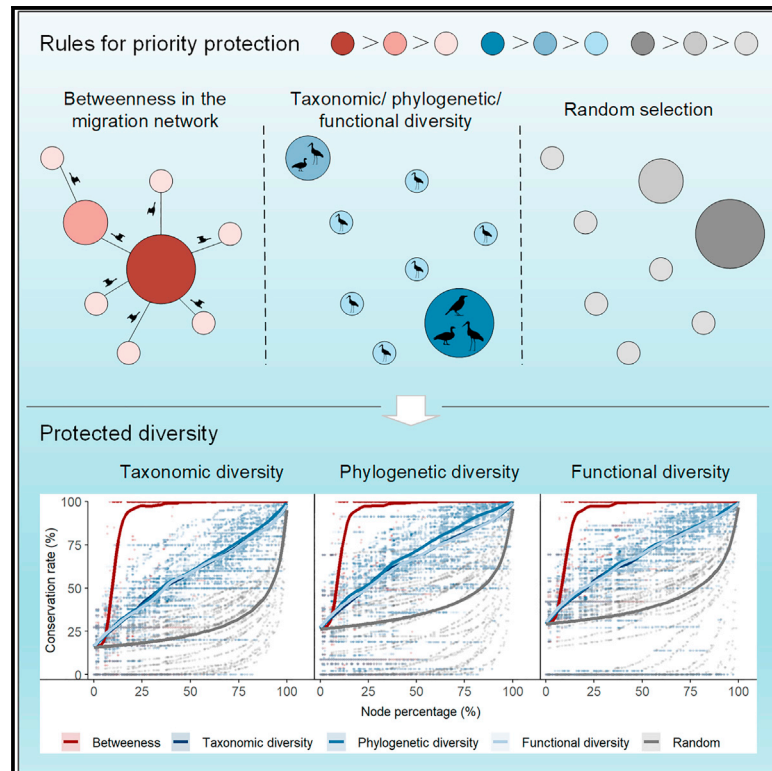 Rules for priority protection > > > > > >
Betweenness in the
migration network
Taxonomic/ phylogenetic/
functional diversity
Random selection
Protected diversity
Taxonomic diversity
Phylogenetic diversity
Functional diversity
Conservation rate (%)
100
75
50
25
0
0 25 50 75 100
0 25 50 75 100
0 25 50 75 100
Node percentage (%)
Betweeness Taxonomic diversity Phylogenetic diversity Functional diversity Random